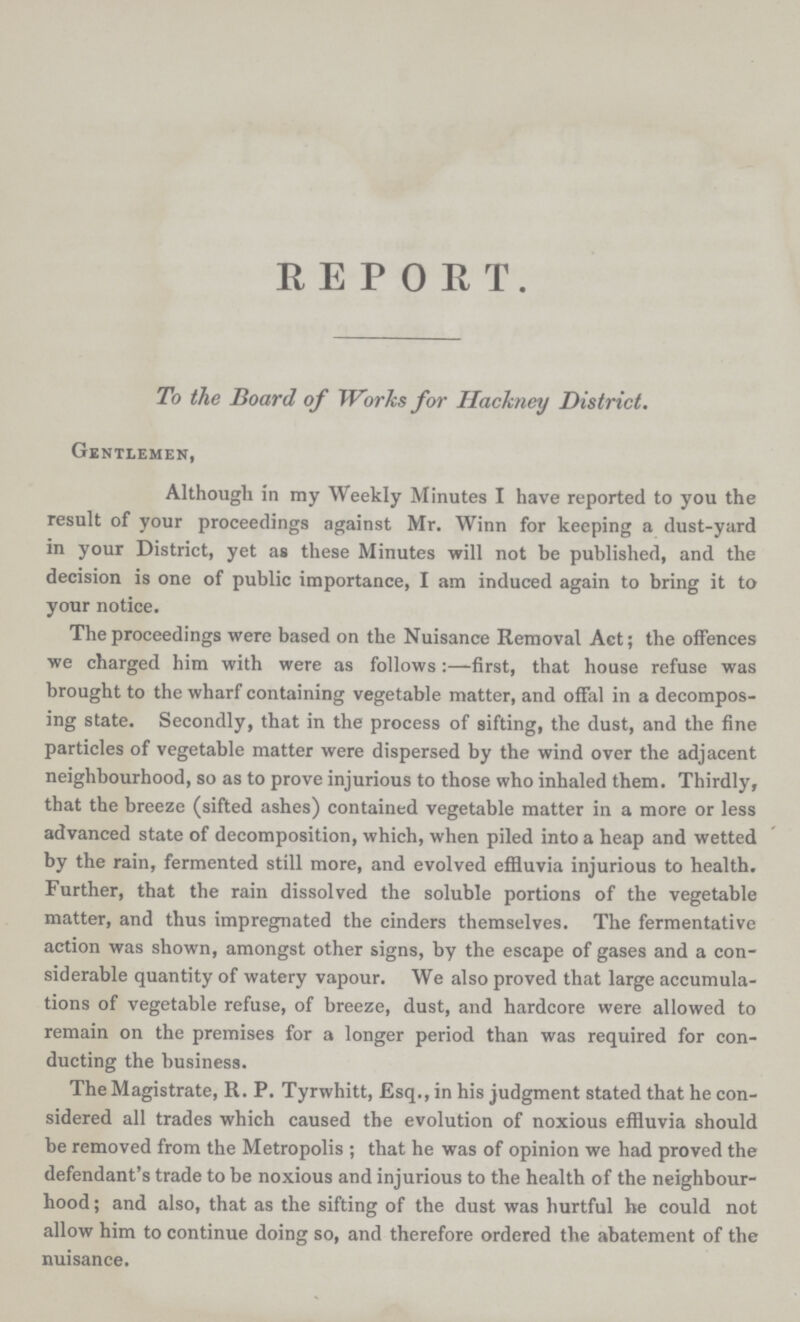 REPORT.
To the Board of Works for Hackney District.
Gentlemen,
Although in my Weekly Minutes I have reported to you the
result of your proceedings against Mr. Winn for keeping a dust-yard
in your District, yet as these Minutes will not be published, and the
decision is one of public importance, I am induced again to bring it to
your notice.
The proceedings were based on the Nuisance Removal Act; the offences
we charged him with were as follows:—first, that house refuse was
brought to the wharf containing vegetable matter, and offal in a decompos-
ing state. Secondly, that in the process of sifting, the dust, and the fine
particles of vegetable matter were dispersed by the wind over the adjacent
neighbourhood, so as to prove injurious to those who inhaled them. Thirdly,
that the breeze (sifted ashes) contained vegetable matter in a more or less
advanced state of decomposition, which, when piled into a heap and wetted
by the rain, fermented still more, and evolved effluvia injurious to health.
Further, that the rain dissolved the soluble portions of the vegetable
matter, and thus impregnated the cinders themselves. The fermentative
action was shown, amongst other signs, by the escape of gases and a con-
siderable quantity of watery vapour. We also proved that large accumula-
tions of vegetable refuse, of breeze, dust, and hardcore were allowed to
remain on the premises for a longer period than was required for con-
ducting the business.
The Magistrate, R. P. Tyrwhitt, Esq., in his judgment stated that he con-
sidered all trades which caused the evolution of noxious effluvia should
be removed from the Metropolis ; that he was of opinion we had proved the
defendant's trade to be noxious and injurious to the health of the neighbour-
hood; and also, that as the sifting of the dust was hurtful he could not
allow him to continue doing so, and therefore ordered the abatement of the
nuisance.